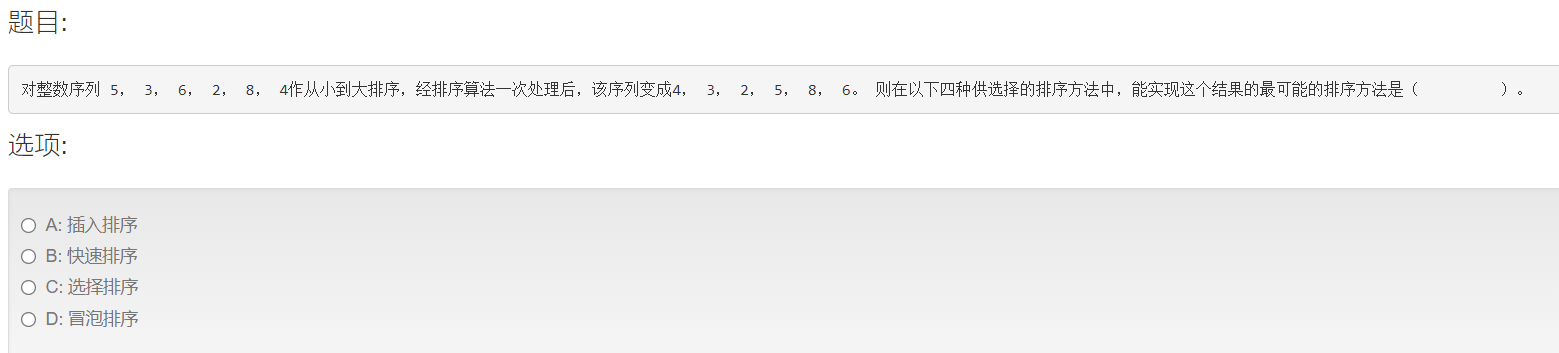 题目:
对整数序列 5， 3， 6， 2， 8， 4作从小到大排序，经排序算法一次处理后，该序列变成4， 3， 2， 5， 8， 6。 则在以下四种供选择的排序方法中，能实现这个结果的最可能的排序方法是（ ）。
选项:
A: 插入排序
B: 快速排序
C: 选择排序
D: 冒泡排序